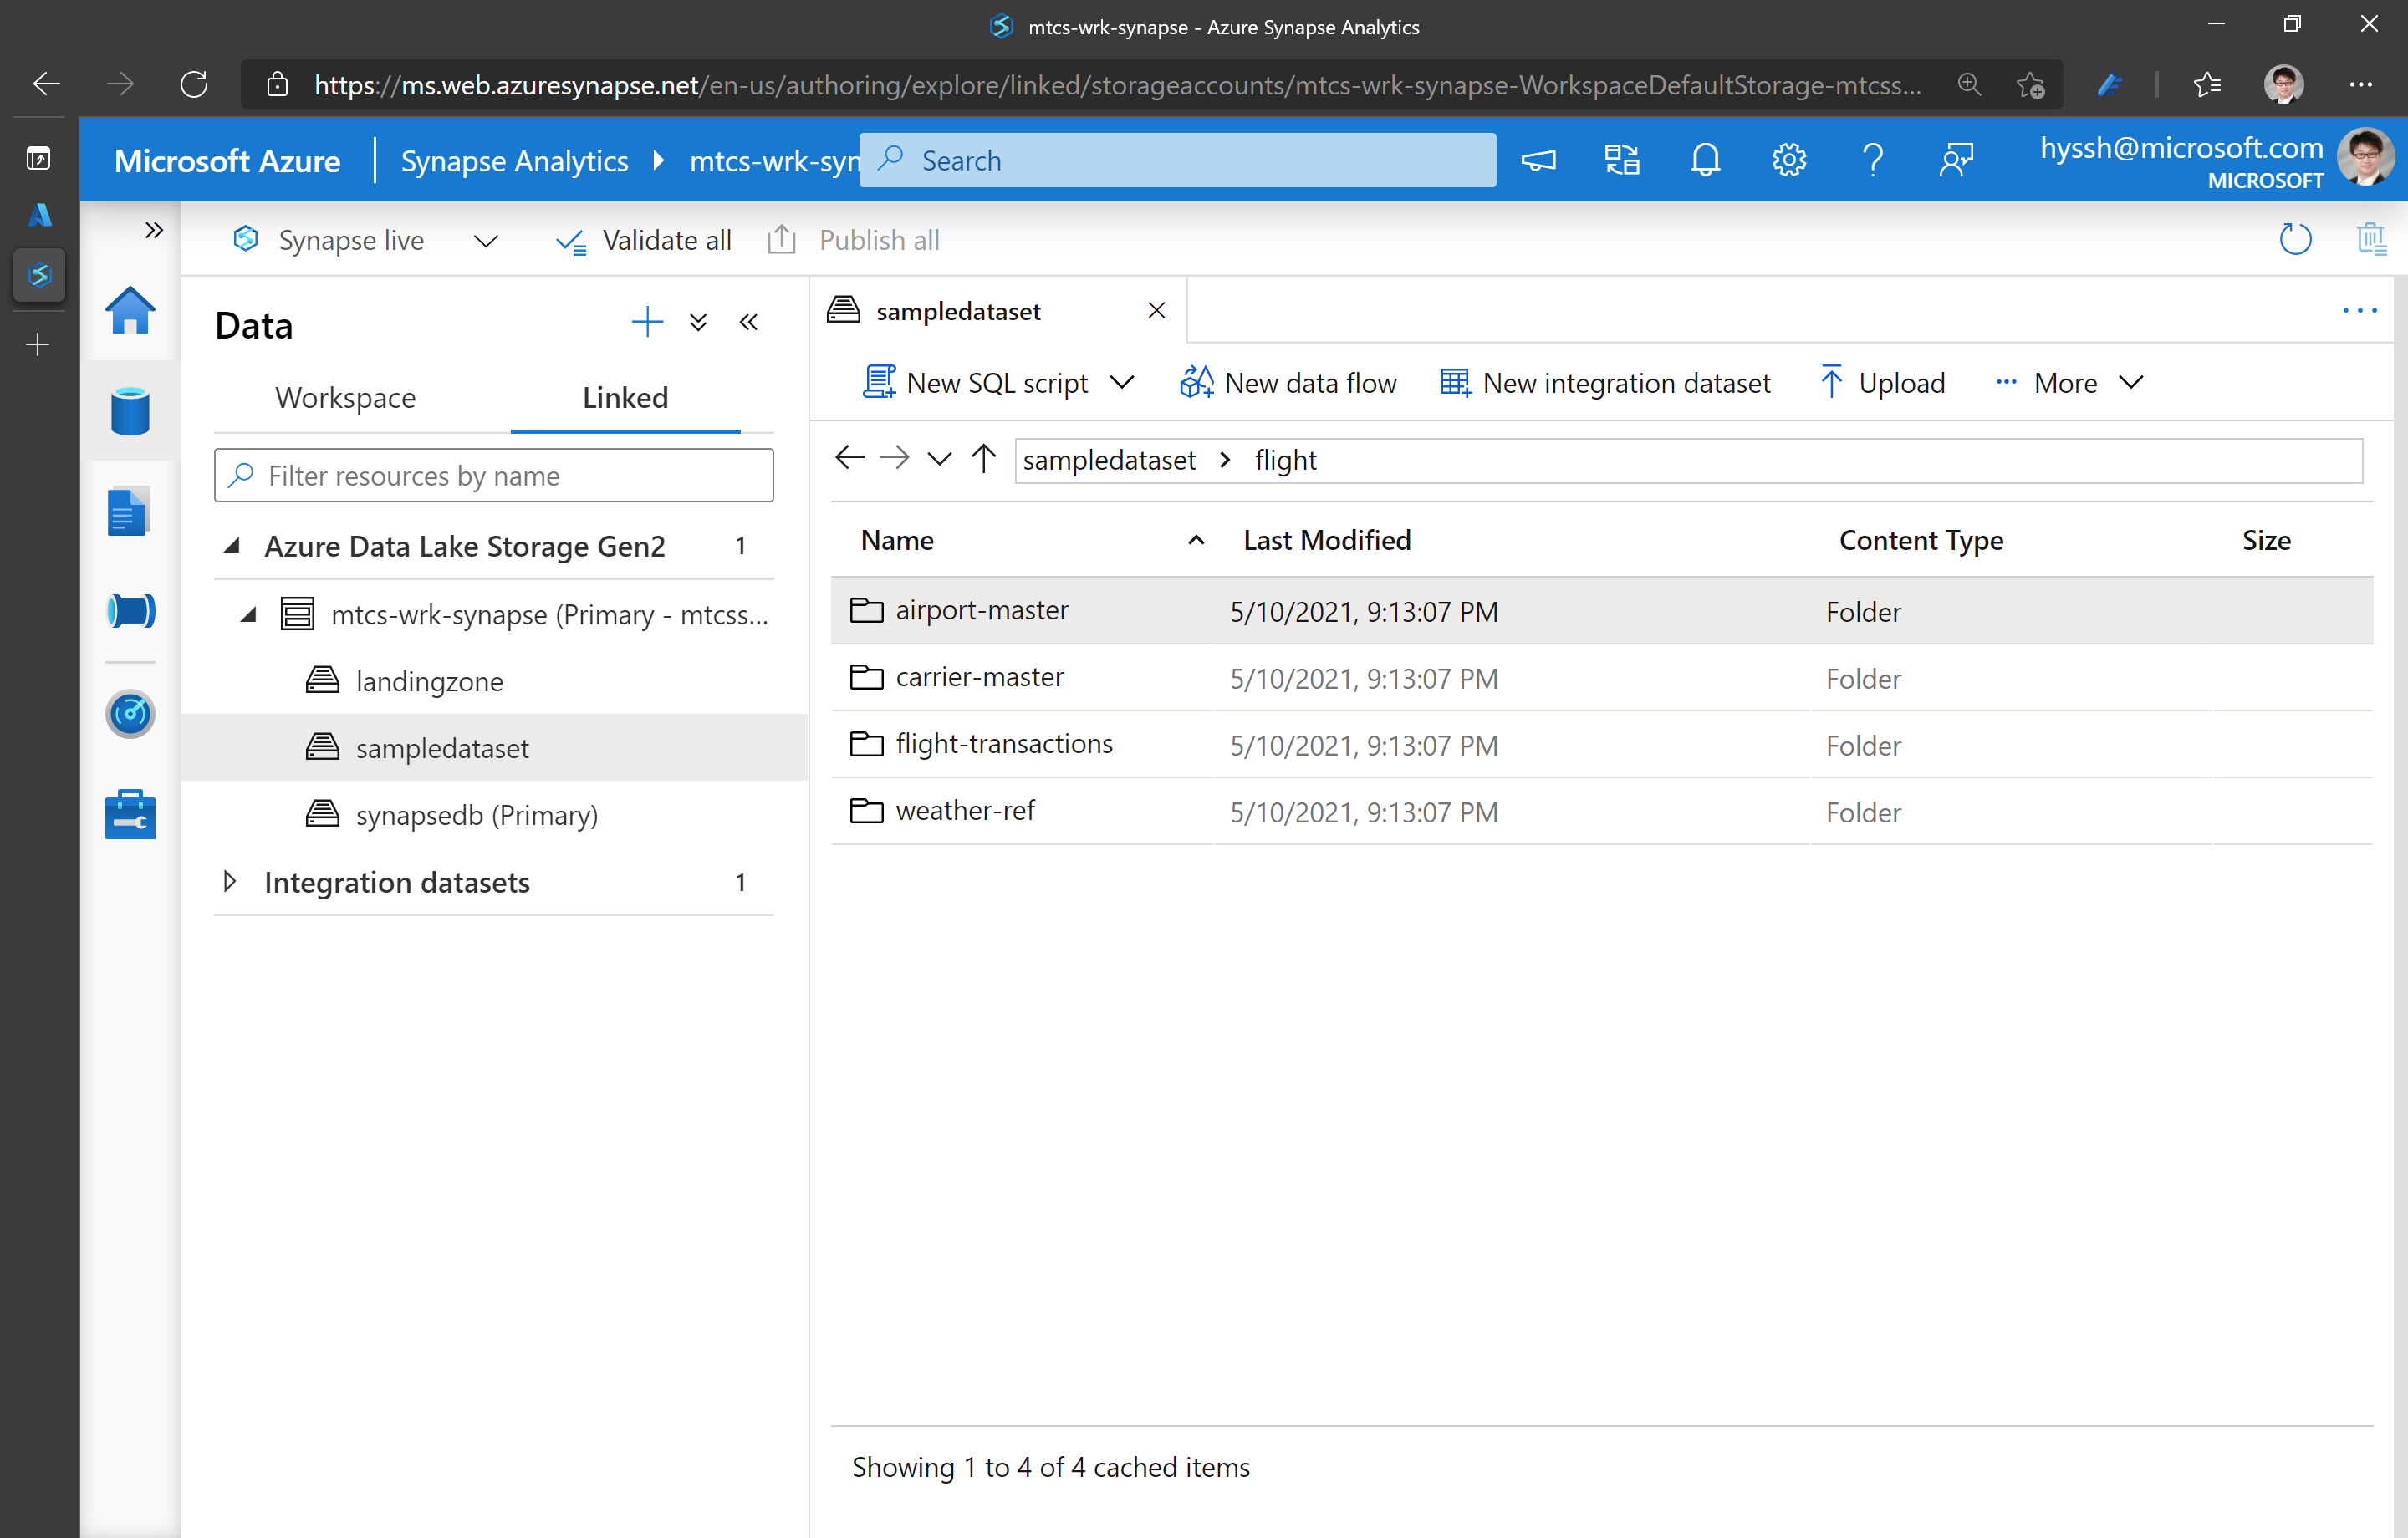 mtcs-wrk-synapse - Azure Synapse Analytics
https://ms.web.azuresynapse.net/en-us/authoring/explore/linked/storageaccounts/mtcs-wrk-synapse-WorkspaceDefaultStorage-mtcss...
Microsoft Azure
Synapse Analytics
mtcs-wrk-syn
Search
hyssh@microsoft.com
MICROSOFT
Synapse live
Validate all
Publish all
Data
Workspace
Linked
Filter resources by name
Azure Data Lake Storage Gen2 1
mtcs-wrk-synapse (Primary - mtcss...
landingzone
sampledataset
synapsedb (Primary)
Integration datasets 1
sampledataset
New SQL script
New data flow
New integration dataset
Upload
More
sampledataset > flight
Name Last Modified Content Type Size
airport-master 5/10/2021, 9:13:07 PM Folder
carrier-master 5/10/2021, 9:13:07 PM Folder
flight-transactions 5/10/2021, 9:13:07 PM Folder
weather-ref 5/10/2021, 9:13:07 PM Folder
Showing 1 to 4 of 4 cached items